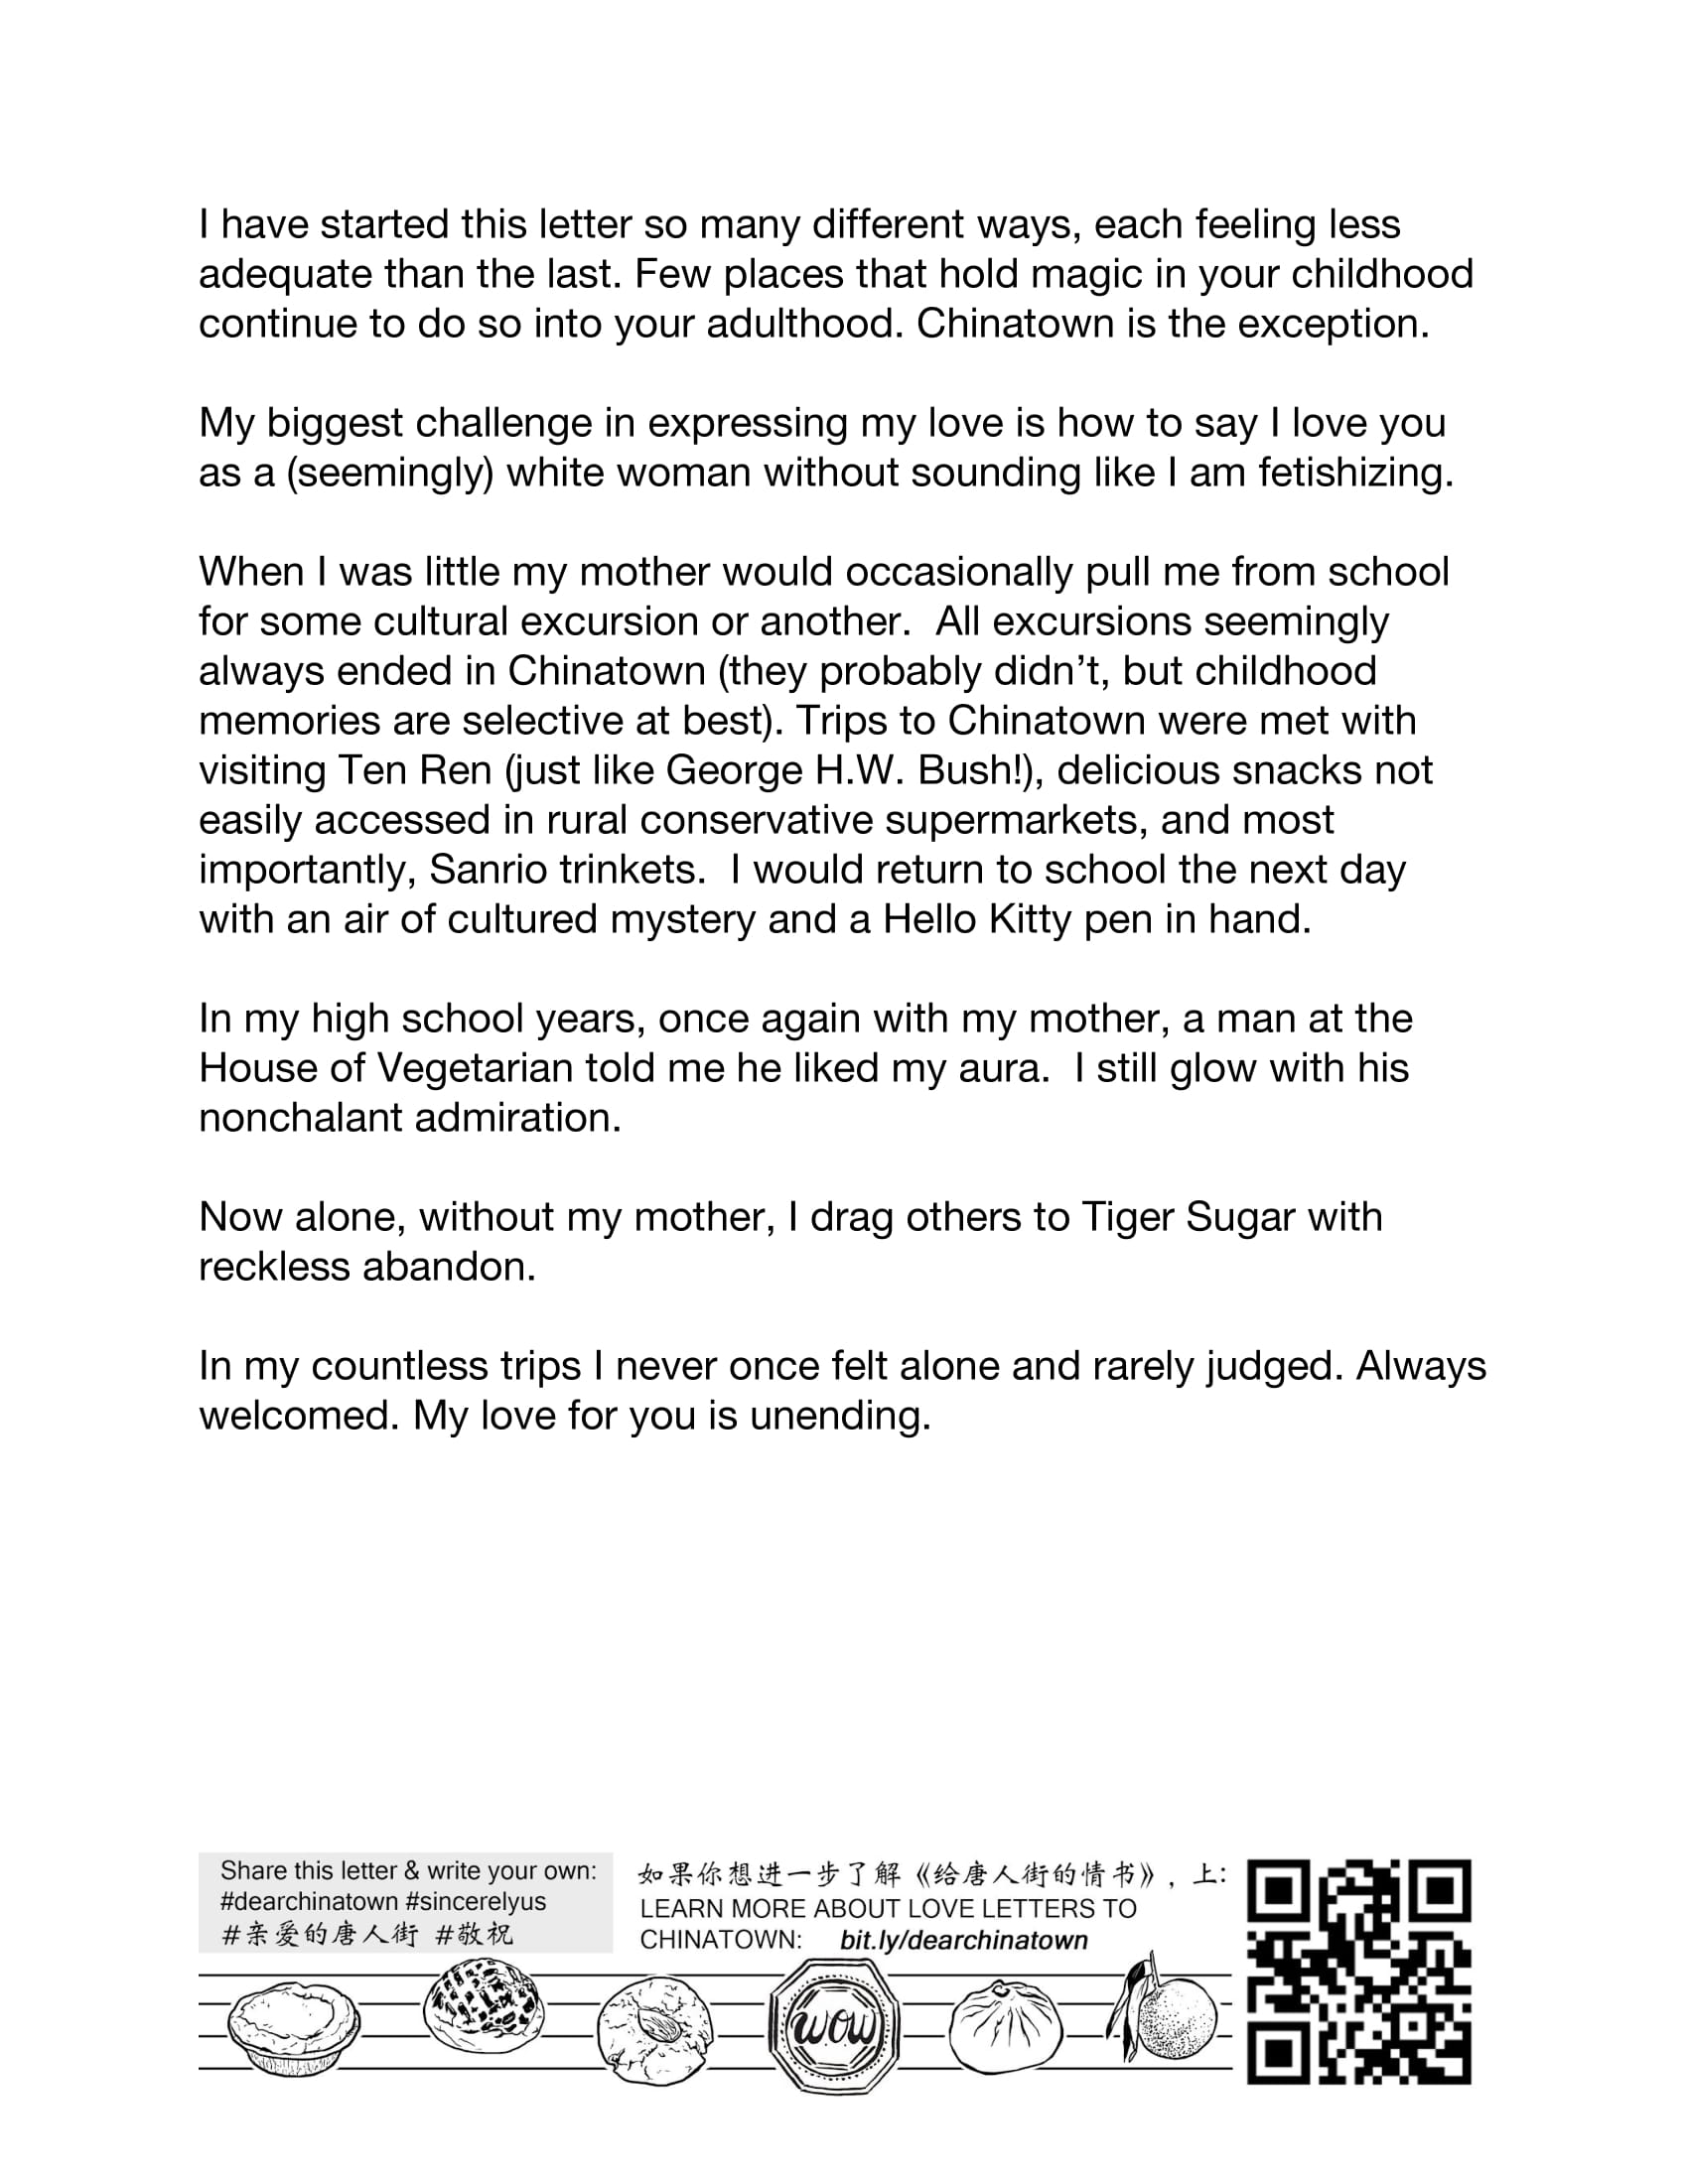 I have started this letter so many different ways, each feeling less
adequate than the last. Few places that hold magic in your childhood
continue to do so into your adulthood. Chinatown is the exception.
My biggest challenge in expressing my love is how to say I love you
as a (seemingly) white woman without sounding like I am fetishizing.
When I was little my mother would occasionally pull me from school
for some cultural excursion or another.  All excursions seemingly
always ended in Chinatown (they probably didn’t, but childhood
memories are selective at best). Trips to Chinatown were met with
visiting Ten Ren (just like George H.W. Bush!), delicious snacks not
easily accessed in rural conservative supermarkets, and most
importantly, Sanrio trinkets.  I would return to school the next day
with an air of cultured mystery and a Hello Kitty pen in hand.
In my high school years, once again with my mother, a man at the
House of Vegetarian told me he liked my aura.  I still glow with his
nonchalant admiration.
Now alone, without my mother, I drag others to Tiger Sugar with
reckless abandon.
In my countless trips I never once felt alone and rarely judged. Always
welcomed. My love for you is unending.
Share this letter & write your own:
#dearchinatown #sincerelyus
#亲爱的唐人街 #敬祝
如果你想进一步了解《给唐人街的情书》, 上:
LEARN MORE ABOUT LOVE LETTERS TO
CHINATOWN: bit.ly/dearchinatown
wow